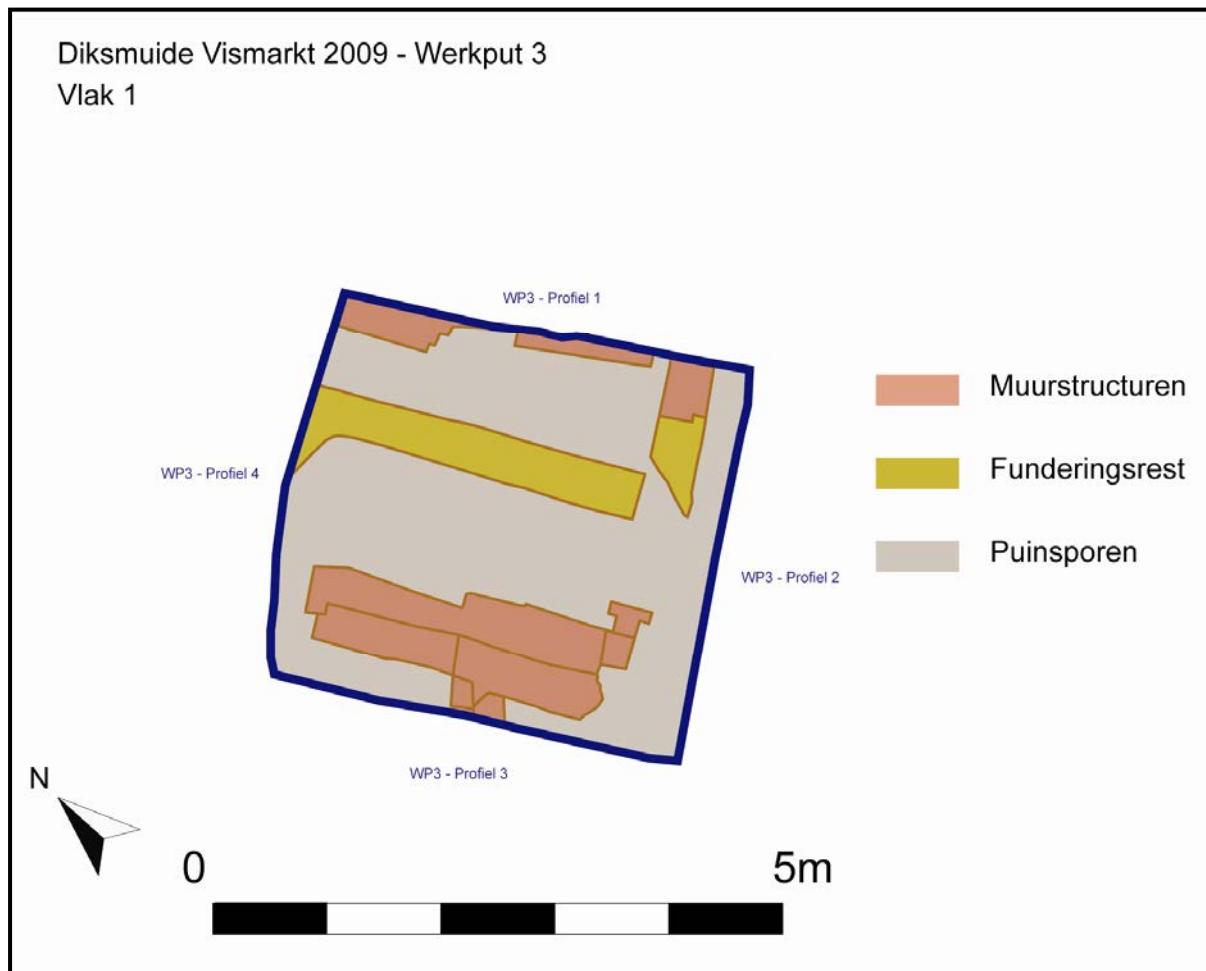 Diksmuide Vismarkt 2009 - Werkput 3
Vlak 1
WP3 - Profiel 1
Muurstructuren
WP3 - Profiel 4
Funderingsrest
Puinsporen
WP3 - Profiel 2
WP3 - Profiel 3
N
0
5m